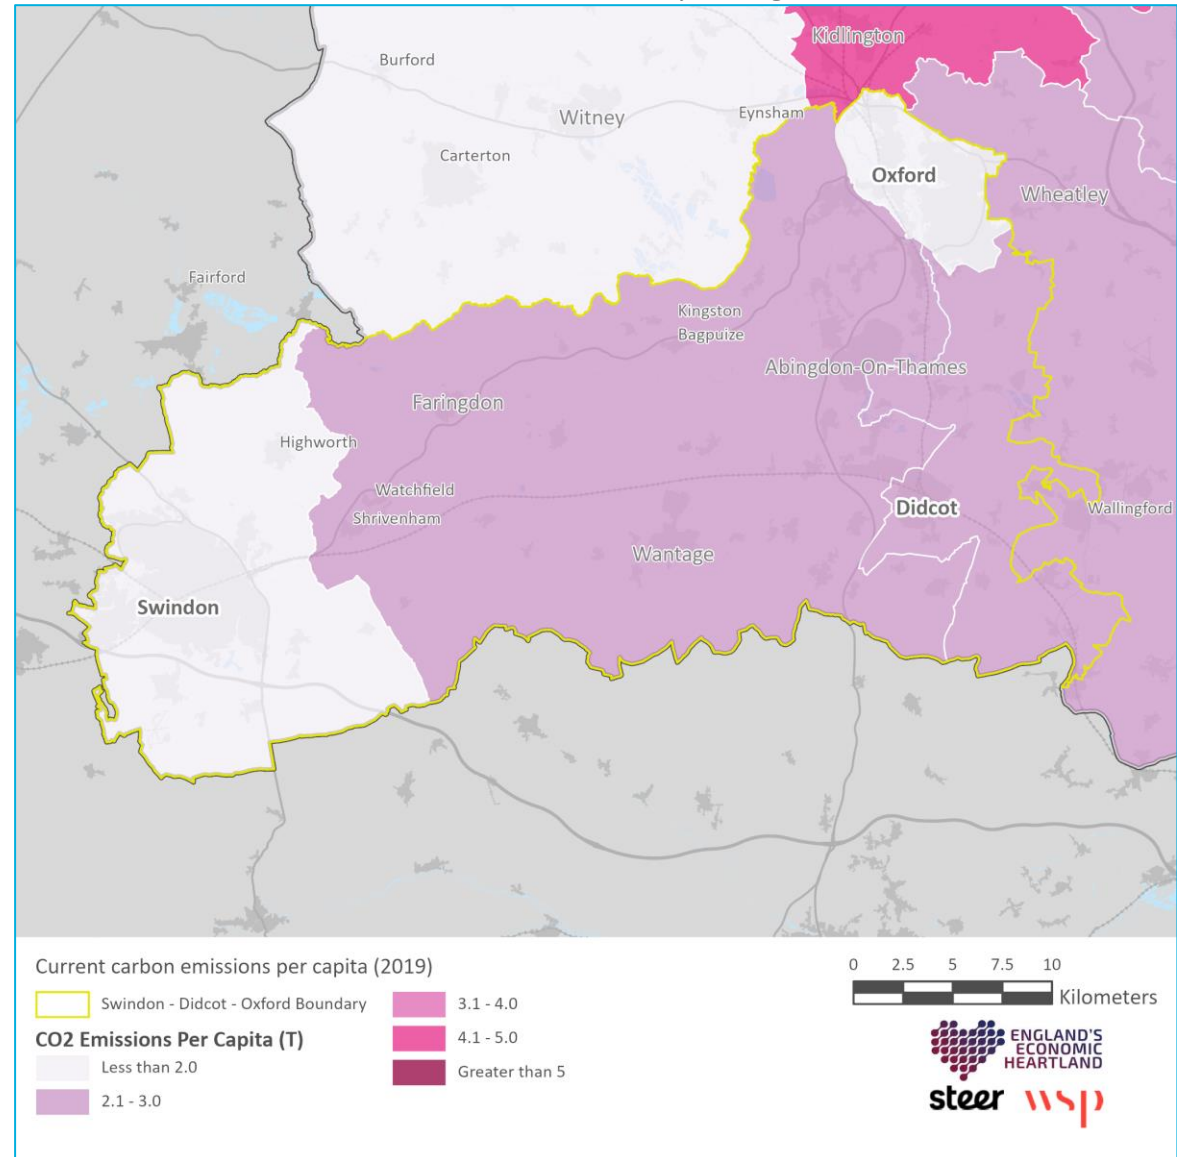 Kidlington
Burford
Witney
Eynsham
Carterton
Oxford
Wheatley
Fairford
Kingston
Bagpuize
Abingdon-On-Thames
Faringdon
Highworth
Watchfield
Shrivenham
Didcot
Wallingford
Wantage
Swindon
Current carbon emissions per capita (2019)
Swindon - Didcot - Oxford Boundary
CO2 Emissions Per Capita (T)
Less than 2.0
2.1 - 3.0
3.1 - 4.0
4.1 - 5.0
Greater than 5
0 2.5 5 7.5 10
Kilometers
ENGLAND'S
ECONOMIC
HEARTLAND
steer wsp